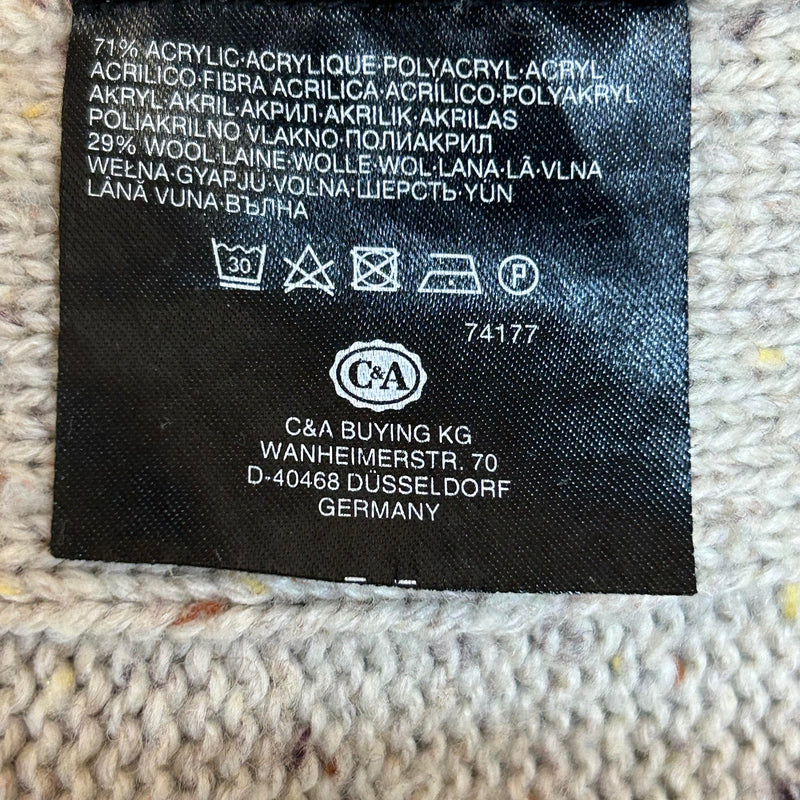 71% ACRYLIC·ACRYLIQUE POLYACRYL·ACRYL
ACRILICO·FIBRA ACRILICA ACRÍLICO·POLYAKRYL
AKRYL·AKRIL·АКРИЛ·AKRILIK AKRILAS
POLIAKRILNO VLAKNO·ПОЛИАКРИЛ
29% WOOL·LAINE·WOLLE·WOL·LANA·LÃ·VLNA
WEŁNA·GYAPJU·VOLNA·ШЕРСТЬ·YÜN
LÂNĂ VUNA·ВЪЛНА
30 P
74177
C&A
C&A BUYING KG
WANHEIMERSTR. 70
D-40468 DÜSSELDORF
GERMANY